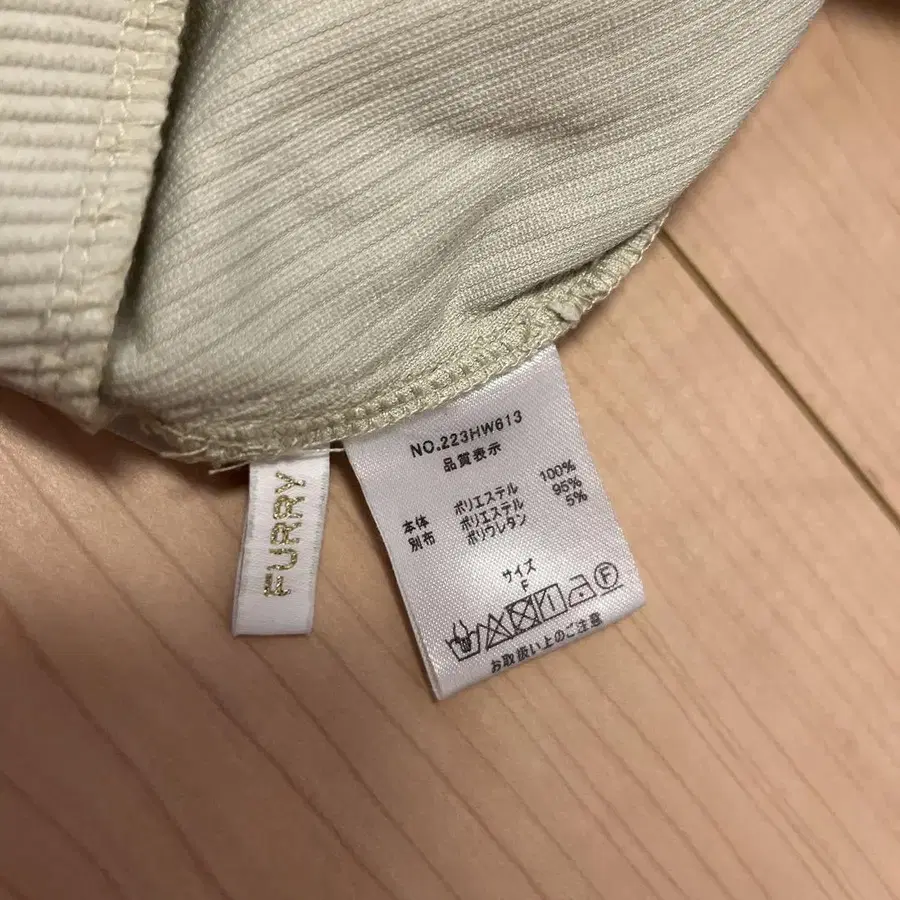 FURRY
NO.223HW613
品質表示
本体 ポリエステル 100%
別布 ポリエステル 95%
ポリウレタン 5%
サイズ
F
F
お取扱い上のご注意